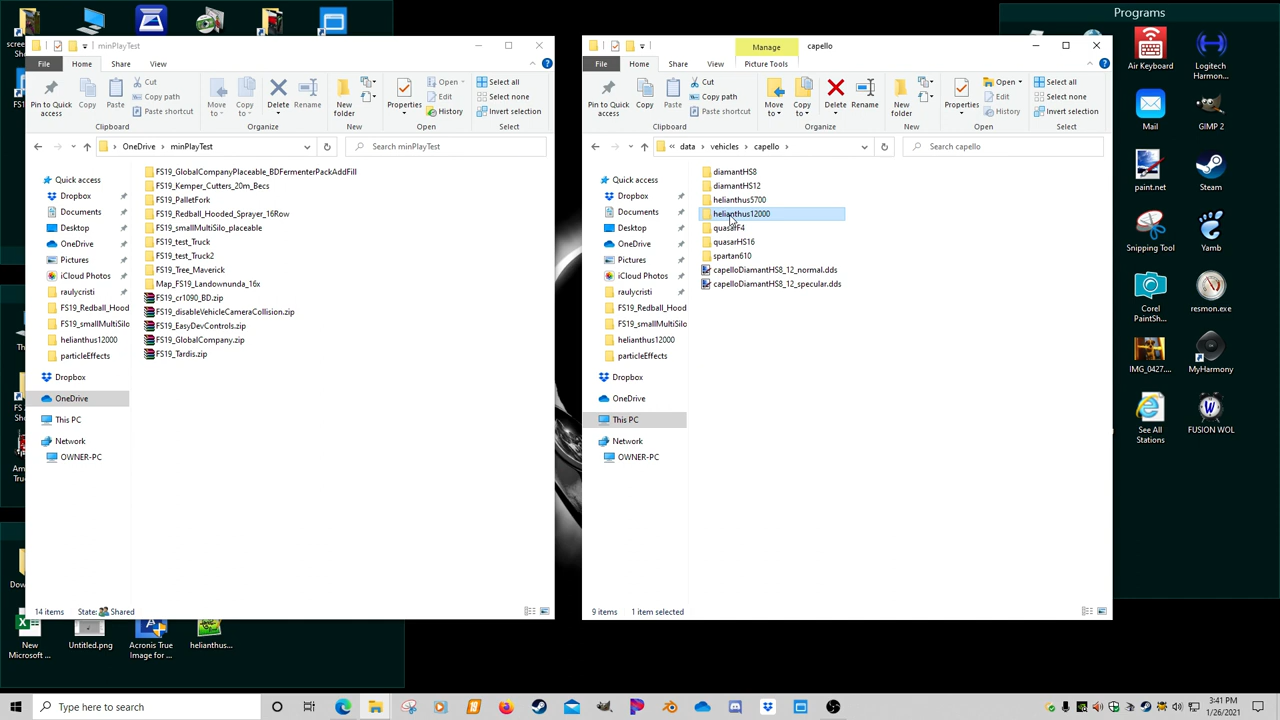 Programs
screen
Sho
minPlayTest
File
Home
Share
View
Pin to Quick
access
Copy
Paste
Cut
Copy path
Paste shortcut
Move
to
Copy
to
Delete
Rename
New
folder
Properties
Open
Edit
History
Select all
Select none
Invert selection
Clipboard
Organize
New
Open
Select
OneDrive
minPlayTest
Search minPlayTest
Quick access
Dropbox
Documents
Desktop
OneDrive
Pictures
iCloud Photos
raulycristi
FS19_Redball_Hood
FS19_smallMultiSilo
helianthus12000
particleEffects
Dropbox
OneDrive
This PC
Network
OWNER-PC
FS19_GlobalCompanyPlaceable_BDFermenterPackAddFill
FS19_Kemper_Cutters_20m_Becs
FS19_PalletFork
FS19_Redball_Hooded_Sprayer_16Row
FS19_smallMultiSilo_placeable
FS19_test_Truck
FS19_test_Truck2
FS19_Tree_Maverick
Map_FS19_Landownunda_16x
FS19_cr1090_BD.zip
FS19_disableVehicleCameraCollision.zip
FS19_EasyDevControls.zip
FS19_GlobalCompany.zip
FS19_Tardis.zip
14 items
State:
Shared
Manage
capello
File
Home
Share
View
Picture Tools
Pin to Quick
access
Copy
Paste
Cut
Copy path
Paste shortcut
Move
to
Copy
to
Delete
Rename
New
folder
Properties
Open
Edit
History
Select all
Select none
Invert selection
Clipboard
Organize
New
Open
Select
data
vehicles
capello
Search capello
Quick access
Dropbox
Documents
Desktop
OneDrive
Pictures
iCloud Photos
raulycristi
FS19_Redball_Hood
FS19_smallMultiSilo
helianthus12000
particleEffects
Dropbox
OneDrive
This PC
Network
OWNER-PC
diamantHS8
diamantHS12
helianthus5700
helianthus12000
quasarF4
quasarHS16
spartan610
capelloDiamantHS8_12_normal.dds
capelloDiamantHS8_12_specular.dds
9 items
1 item selected
Air Keyboard
Logitech
Harmon...
Mail
GIMP 2
paint.net
Steam
Snipping Tool
Yamb
Corel
PaintSh...
resmon.exe
IMG_0427....
MyHarmony
See All
Stations
FUSION WOL
New
Microsoft ...
Untitled.png
Acronis True
Image for ...
helianthus...
Type here to search
3:41 PM
1/26/2021